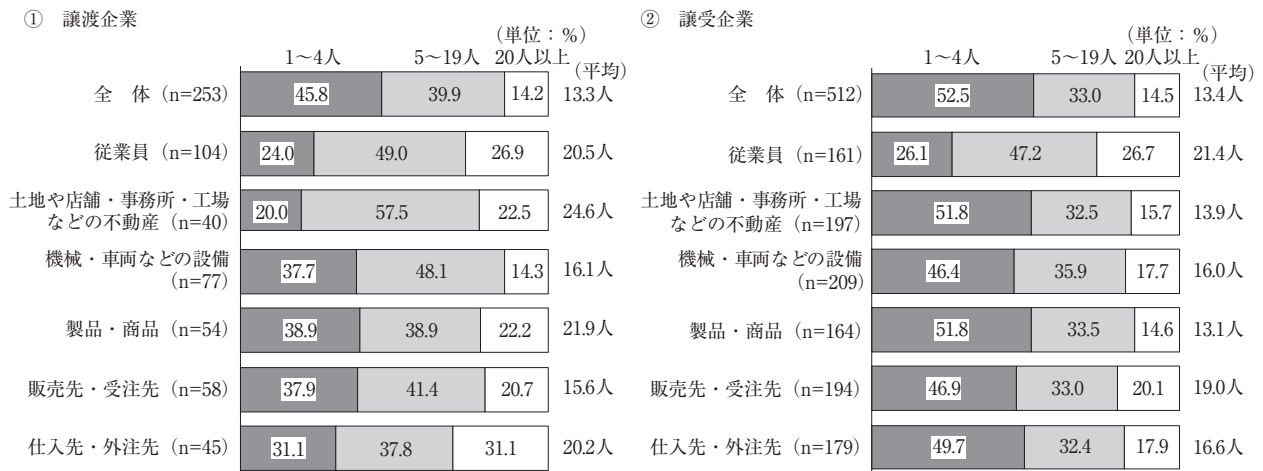 ① 譲渡企業
(単位：%)
1～4人 5～19人 20人以上
(平均)
全 体 (n=253) 45.8 39.9 14.2 13.3人
従業員 (n=104) 24.0 49.0 26.9 20.5人
土地や店舗・事務所・工場
などの不動産 (n=40) 20.0 57.5 22.5 24.6人
機械・車両などの設備
(n=77) 37.7 48.1 14.3 16.1人
製品・商品 (n=54) 38.9 38.9 22.2 21.9人
販売先・受注先 (n=58) 37.9 41.4 20.7 15.6人
仕入先・外注先 (n=45) 31.1 37.8 31.1 20.2人
② 譲受企業
(単位：%)
1～4人 5～19人 20人以上
(平均)
全 体 (n=512) 52.5 33.0 14.5 13.4人
従業員 (n=161) 26.1 47.2 26.7 21.4人
土地や店舗・事務所・工場
などの不動産 (n=197) 51.8 32.5 15.7 13.9人
機械・車両などの設備
(n=209) 46.4 35.9 17.7 16.0人
製品・商品 (n=164) 51.8 33.5 14.6 13.1人
販売先・受注先 (n=194) 46.9 33.0 20.1 19.0人
仕入先・外注先 (n=179) 49.7 32.4 17.9 16.6人